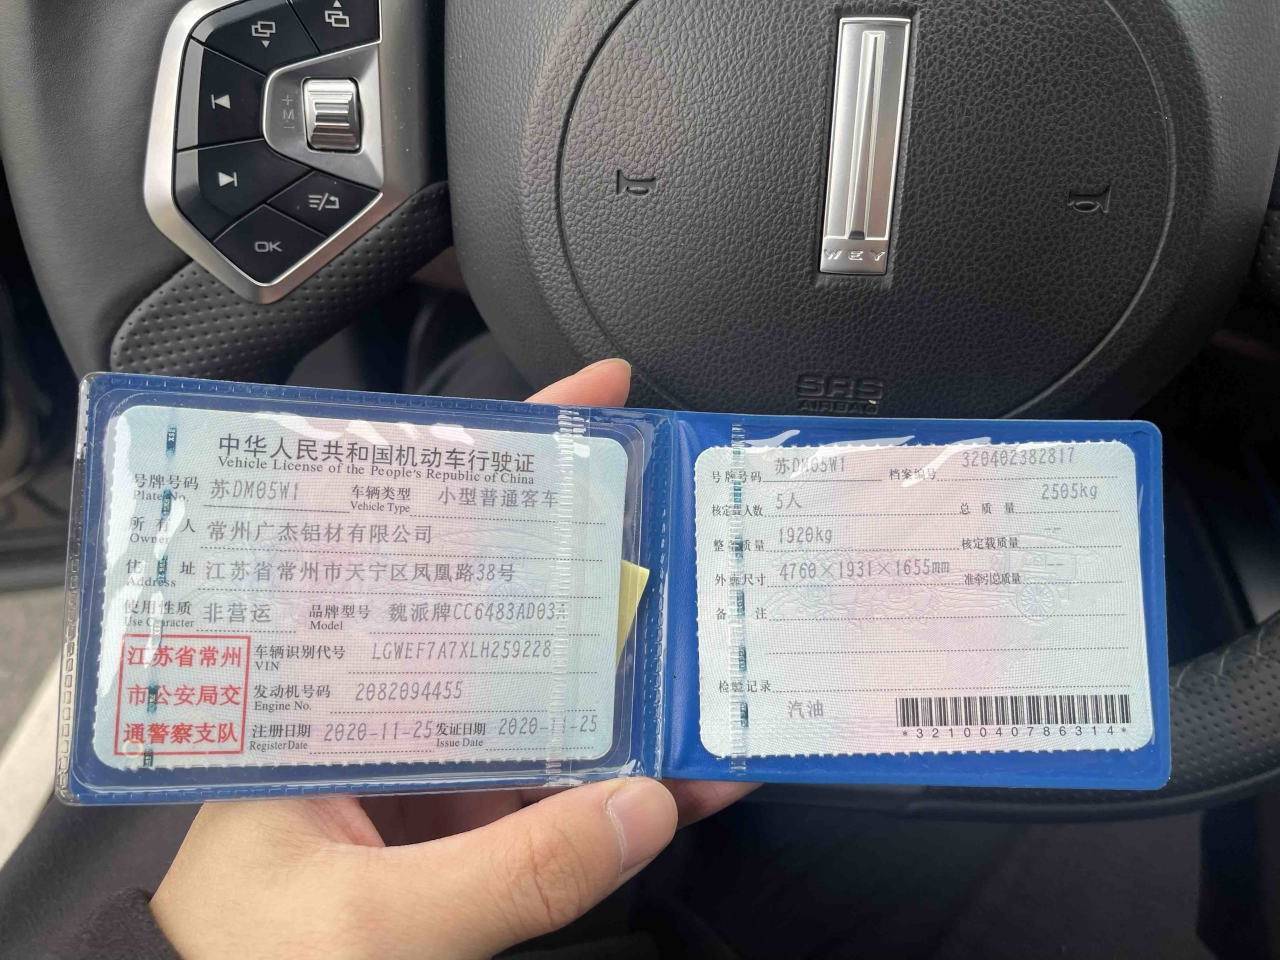 M
OK
WEY
SRS
AIRBAG
中华人民共和国机动车行驶证
Vehicle License of the People's Republic of China
号牌号码 苏DM05W1 车辆类型 小型普通客车
Plate No. Vehicle Type
所有人 常州广杰铝材有限公司
Owner
住址 江苏省常州市天宁区凤凰路38号
Address
使用性质 非营运 品牌型号 魏派牌CC6483AD03A
Use Character Model
江苏省常州
市公安局交
通警察支队
车辆识别代号 LGWEF7A7XLH259228
VIN
发动机号码 2082094455
Engine No.
注册日期 2020-11-25 发证日期 2020-11-25
Register Date Issue Date
号牌号码 苏DM05W1 档案编号 320402382817
核定载人数 5人 总质量 2505kg
整备质量 1920kg 核定载质量 --
外廓尺寸 4760×1931×1655mm 准牵引总质量 --
备注
检验记录
汽油
*3210040786314*